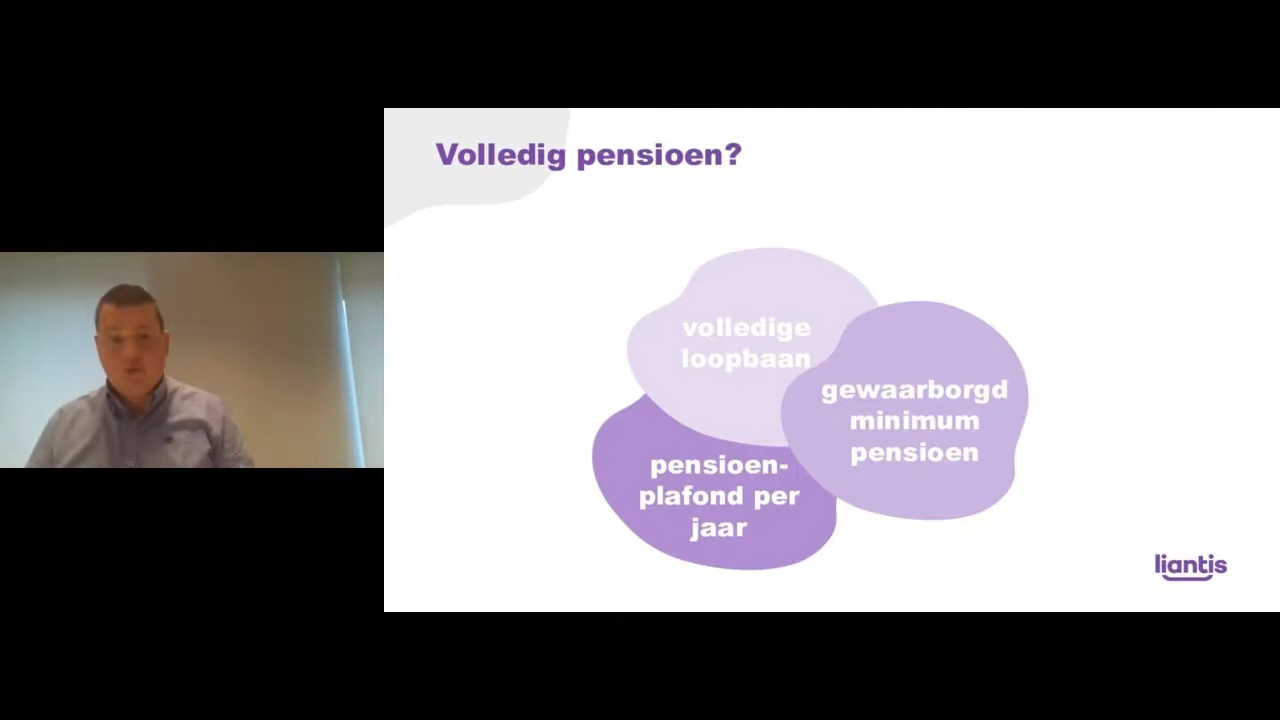 Volledig pensioen?
volledige
loopbaan
gewaarborgd
minimum
pensioen
pensioen-
plafond per
jaar
liantis